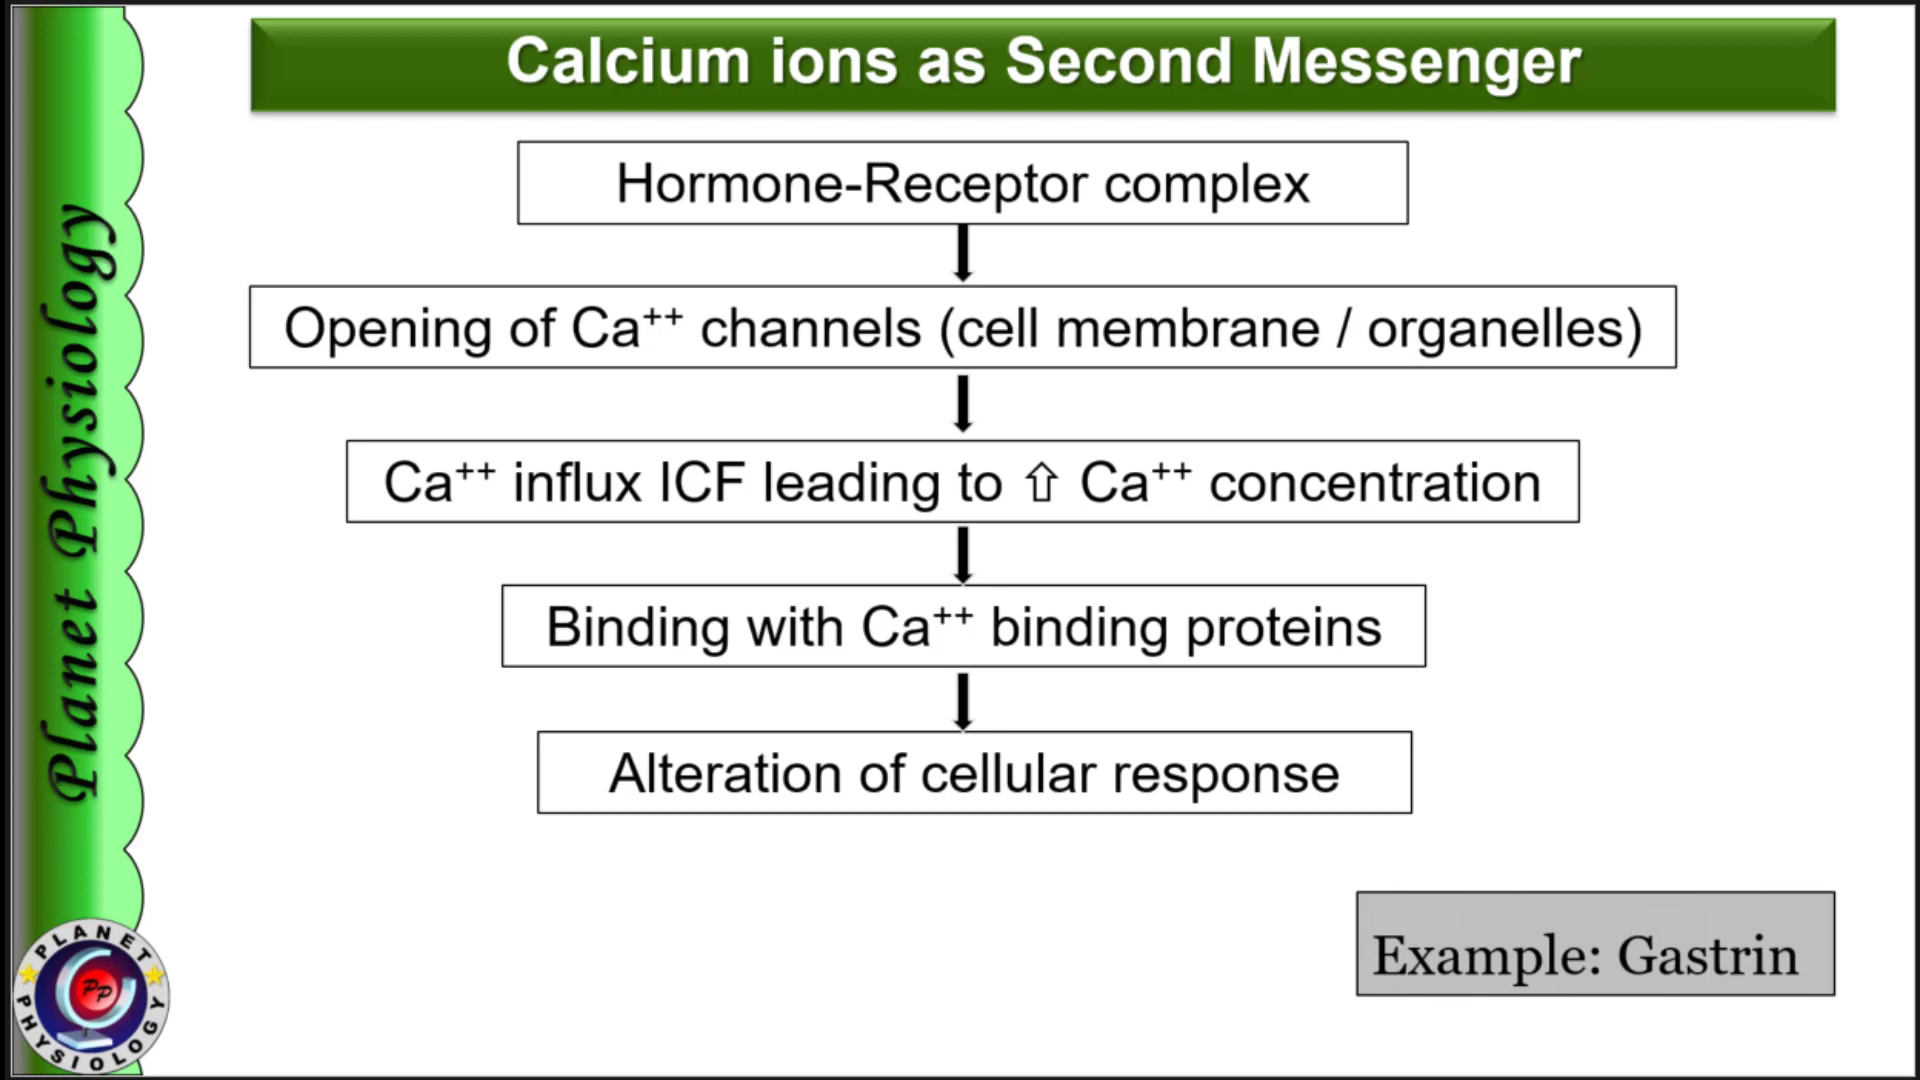 Calcium ions as Second Messenger
Hormone-Receptor complex
Opening of Ca⁺⁺ channels (cell membrane / organelles)
Ca⁺⁺ influx ICF leading to ⇧ Ca⁺⁺ concentration
Binding with Ca⁺⁺ binding proteins
Alteration of cellular response
Example: Gastrin
Planet Physiology
PLANET
PP
PHYSIOLOGY